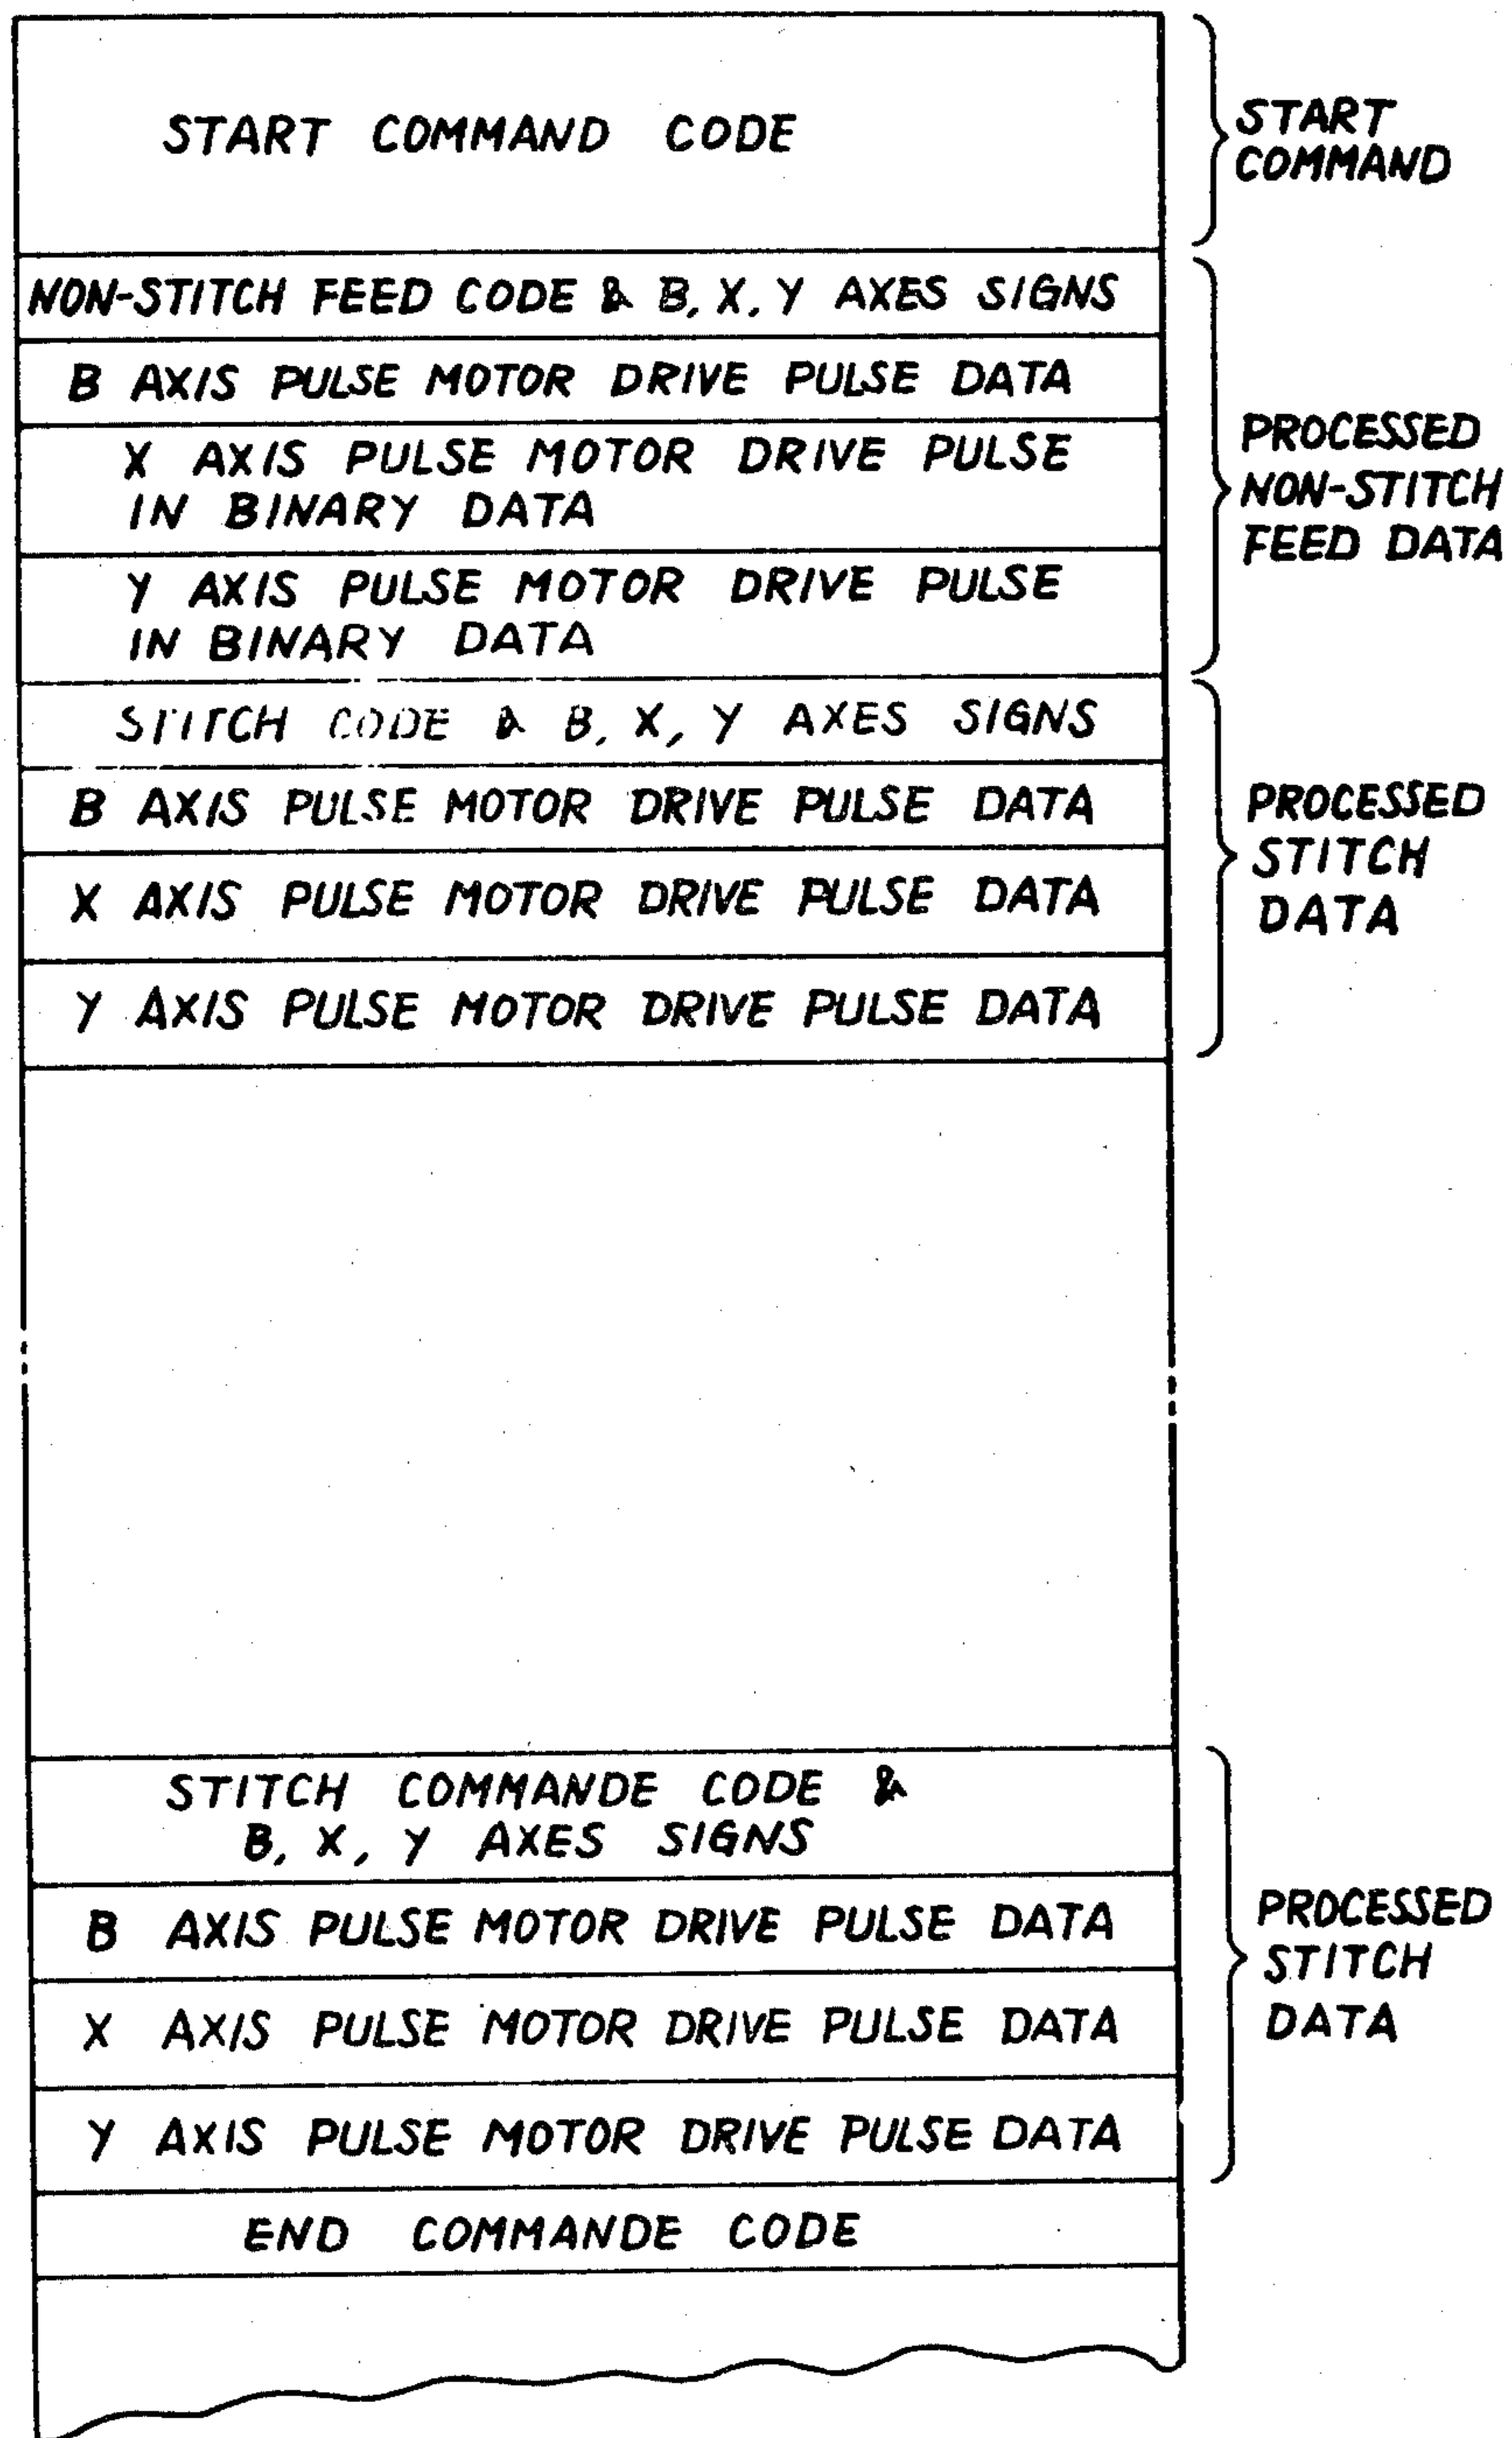 START COMMAND CODE
START
COMMAND
NON-STITCH FEED CODE & B, X, Y AXES SIGNS
B AXIS PULSE MOTOR DRIVE PULSE DATA
X AXIS PULSE MOTOR DRIVE PULSE
IN BINARY DATA
Y AXIS PULSE MOTOR DRIVE PULSE
IN BINARY DATA
PROCESSED
NON-STITCH
FEED DATA
STITCH CODE & B, X, Y AXES SIGNS
B AXIS PULSE MOTOR DRIVE PULSE DATA
X AXIS PULSE MOTOR DRIVE PULSE DATA
Y AXIS PULSE MOTOR DRIVE PULSE DATA
PROCESSED
STITCH
DATA
STITCH COMMANDE CODE &
B, X, Y AXES SIGNS
B AXIS PULSE MOTOR DRIVE PULSE DATA
X AXIS PULSE MOTOR DRIVE PULSE DATA
Y AXIS PULSE MOTOR DRIVE PULSE DATA
PROCESSED
STITCH
DATA
END COMMANDE CODE